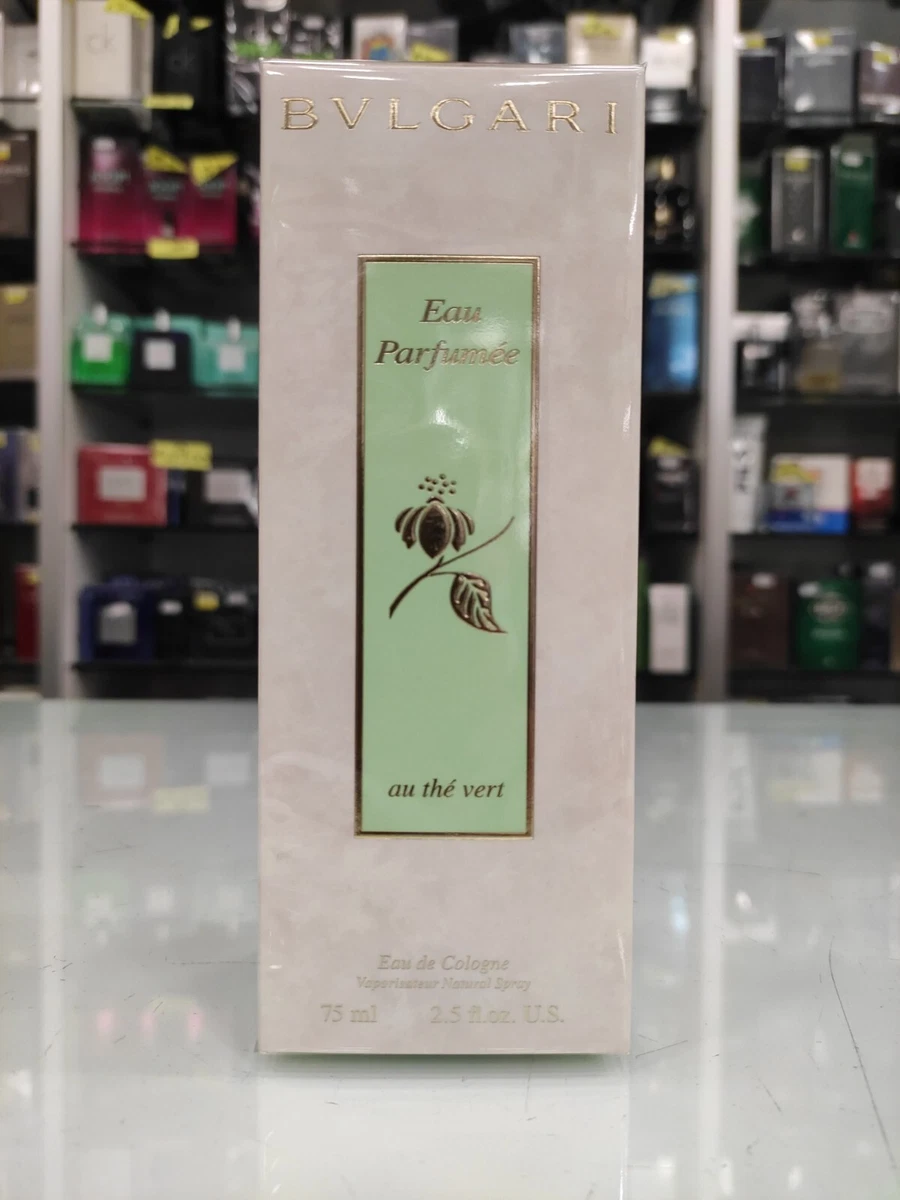 BVLGARI
Eau
Parfumée
au thé vert
Eau de Cologne
Vaporisateur Natural Spray
75 ml 2.5 fl.oz. U.S.